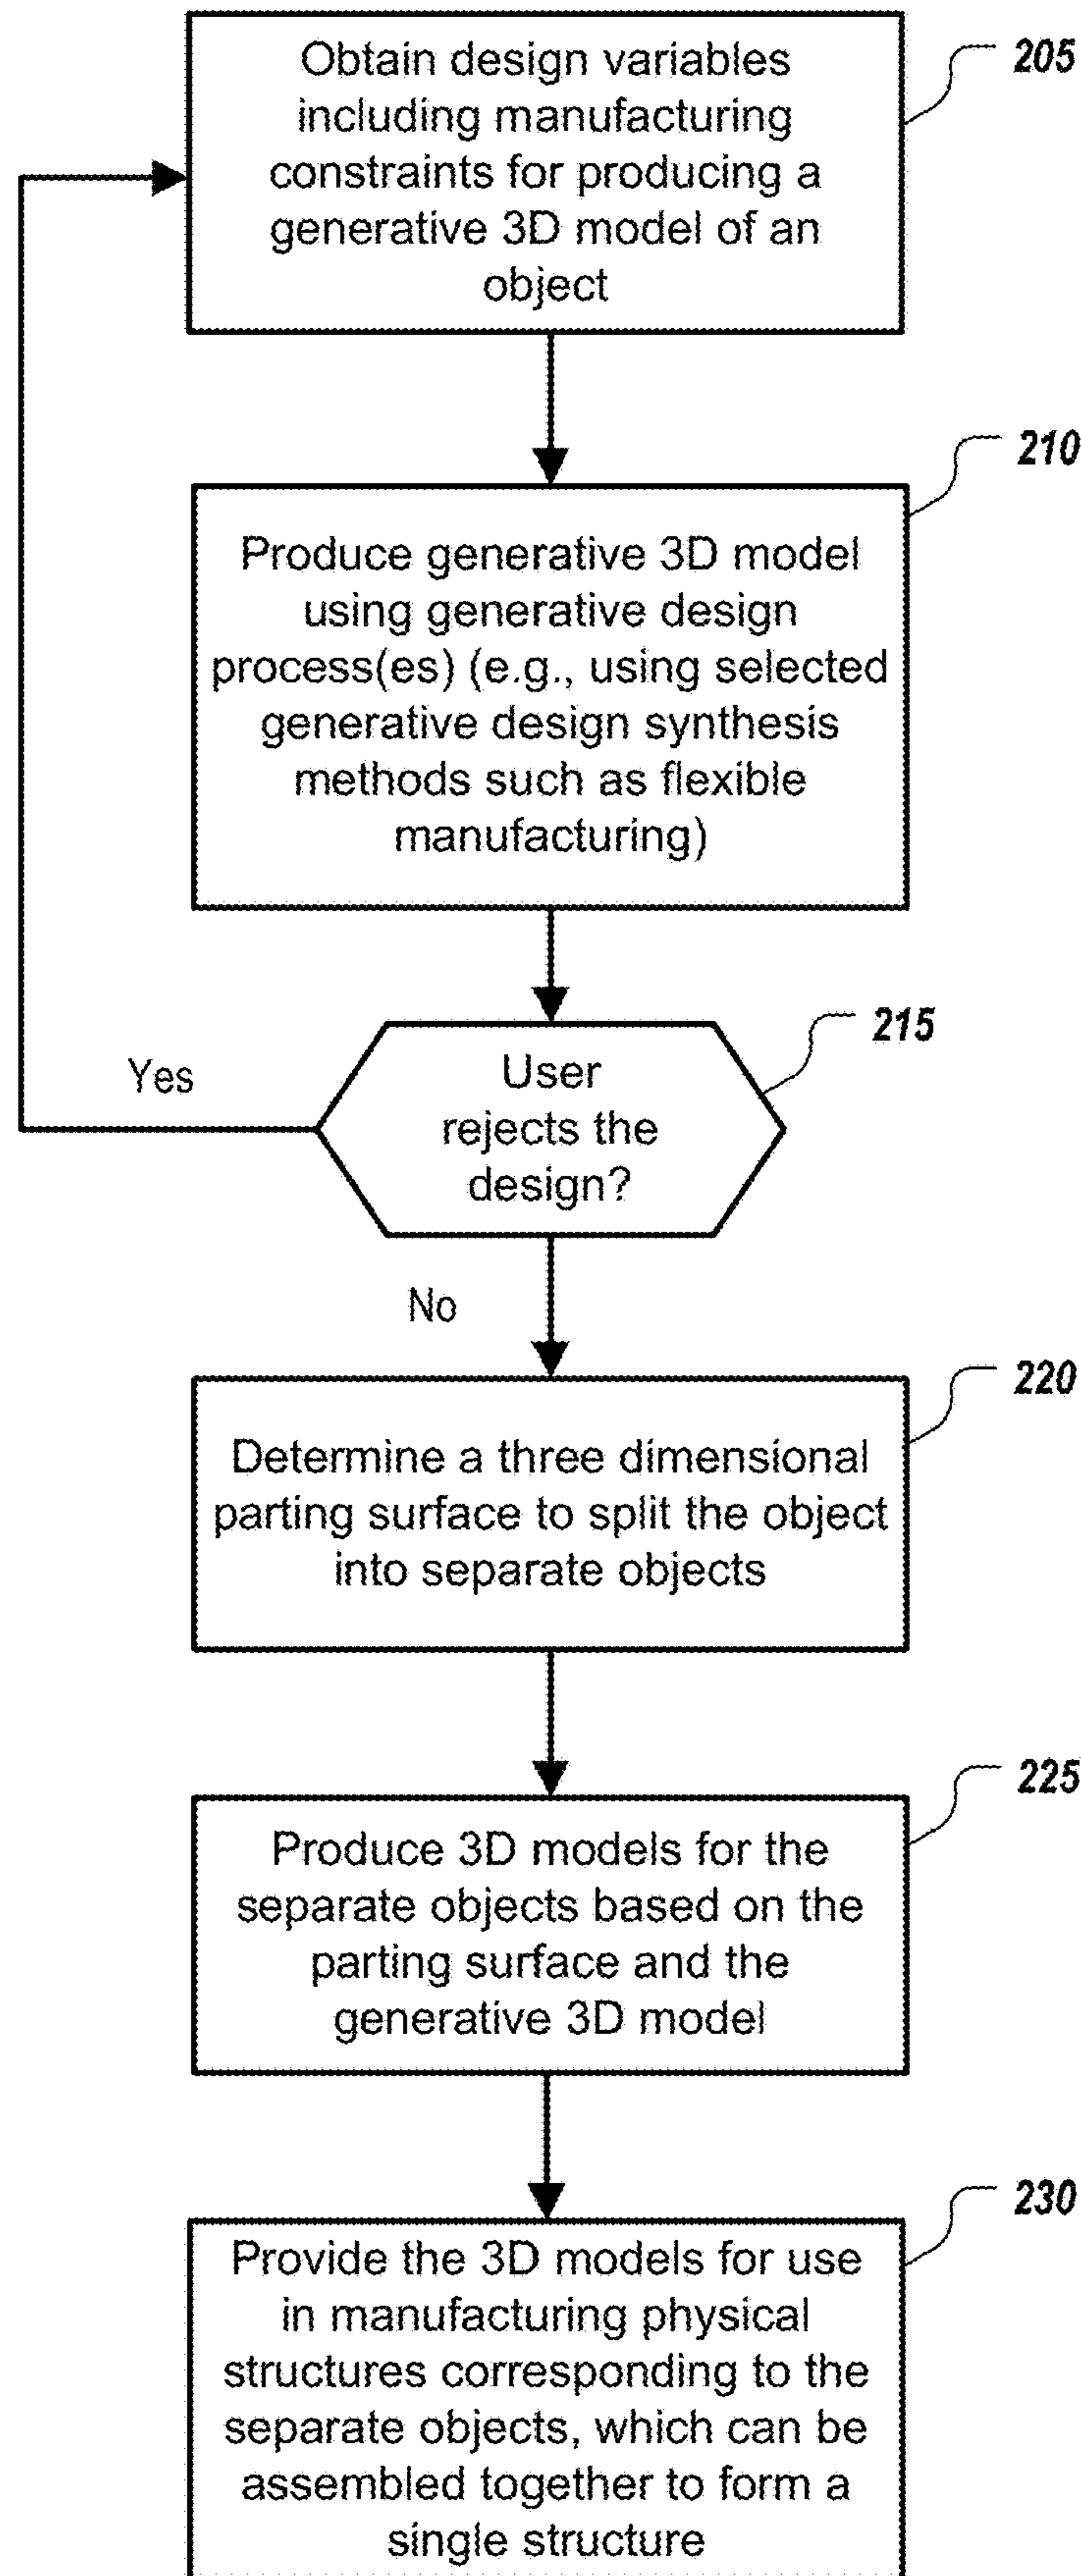 Obtain design variables
including manufacturing
constraints for producing a
generative 3D model of an
object
205
Produce generative 3D model
using generative design
process(es) (e.g., using selected
generative design synthesis
methods such as flexible
manufacturing)
210
User
rejects the
design?
215
Yes
No
Determine a three dimensional
parting surface to split the object
into separate objects
220
Produce 3D models for the
separate objects based on the
parting surface and the
generative 3D model
225
Provide the 3D models for use
in manufacturing physical
structures corresponding to the
separate objects, which can be
assembled together to form a
single structure
230